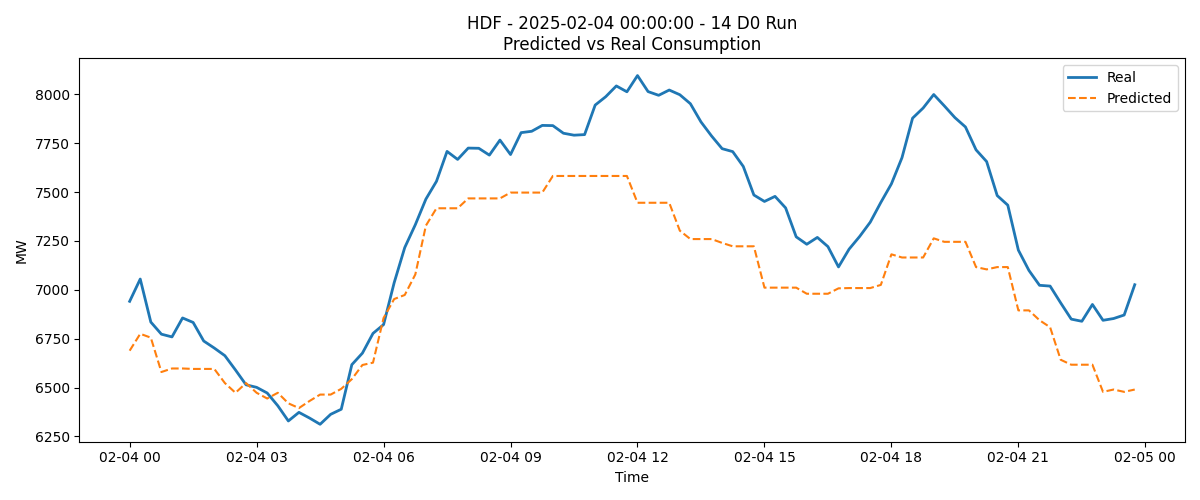 HDF - 2025-02-04 00:00:00 - 14 D0 Run
Predicted vs Real Consumption
Real
Predicted
MW
8000
7750
7500
7250
7000
6750
6500
6250
02-04 00 02-04 03 02-04 06 02-04 09 02-04 12 02-04 15 02-04 18 02-04 21 02-05 00
Time